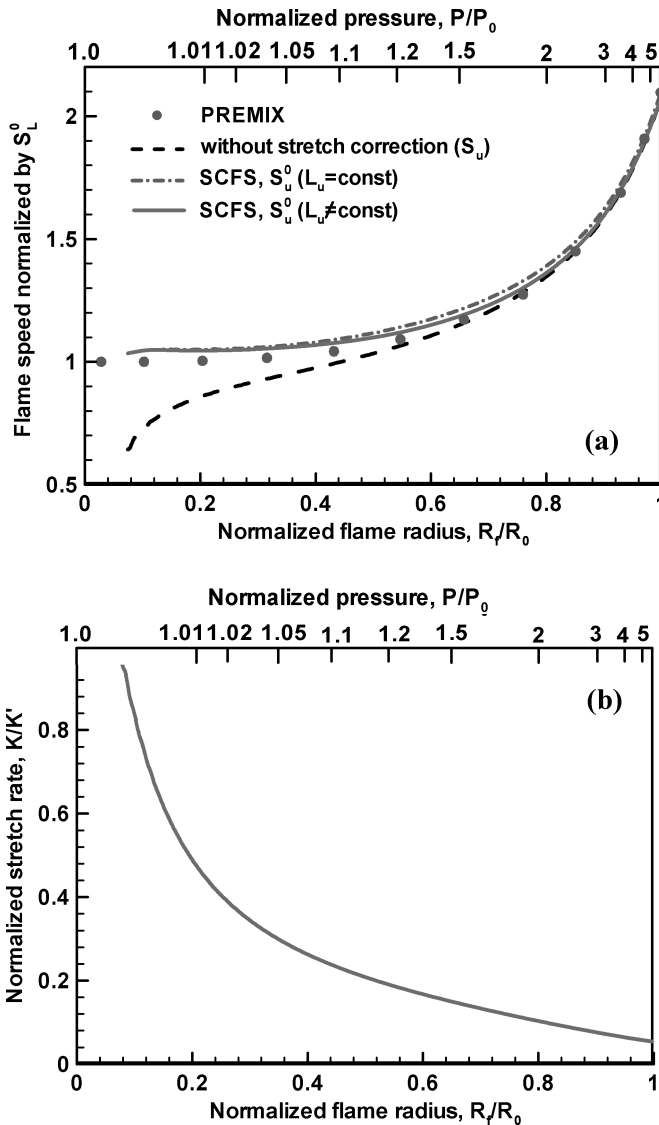 Normalized pressure, P/P₀
1.0 1.011 1.02 1.05 1.1 1.2 1.5 2 3 4 5
Flame speed normalized by S⁰_L
2
1.5
1
0.5
PREMIX
without stretch correction (Sᵤ)
SCFS, S⁰ᵤ (Lᵤ=const)
SCFS, S⁰ᵤ (Lᵤ≠const)
(a)
0 0.2 0.4 0.6 0.8 1
Normalized flame radius, R_f/R₀
Normalized pressure, P/P₀
1.0 1.011 1.02 1.05 1.1 1.2 1.5 2 3 4 5
Normalized stretch rate, K/K'
0.8
0.6
0.4
0.2
0
(b)
0 0.2 0.4 0.6 0.8 1
Normalized flame radius, R_f/R₀